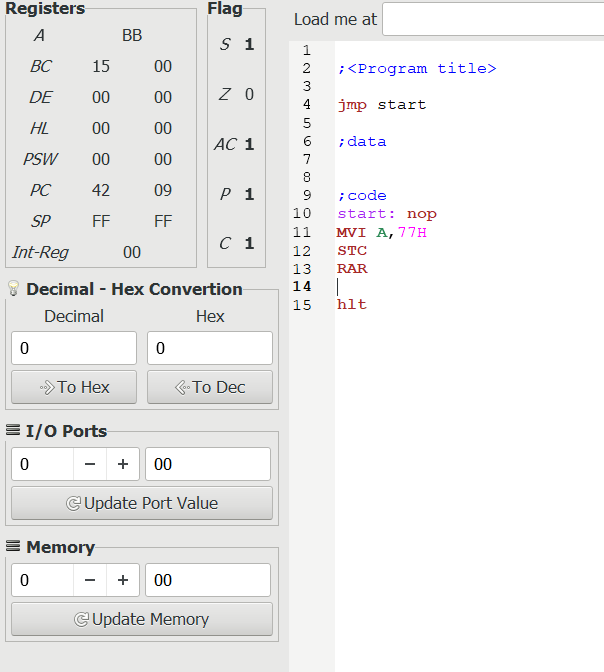 Registers
A BB
BC 15 00
DE 00 00
HL 00 00
PSW 00 00
PC 42 09
SP FF FF
Int-Reg 00
Flag
S 1
Z 0
AC 1
P 1
C 1
Decimal - Hex Convertion
Decimal Hex
0 0
To Hex To Dec
I/O Ports
0 − + 00
Update Port Value
Memory
0 − + 00
Update Memory
Load me at
1
2 ;<Program title>
3
4 jmp start
5
6 ;data
7
8
9 ;code
10 start: nop
11 MVI A,77H
12 STC
13 RAR
14
15 hlt